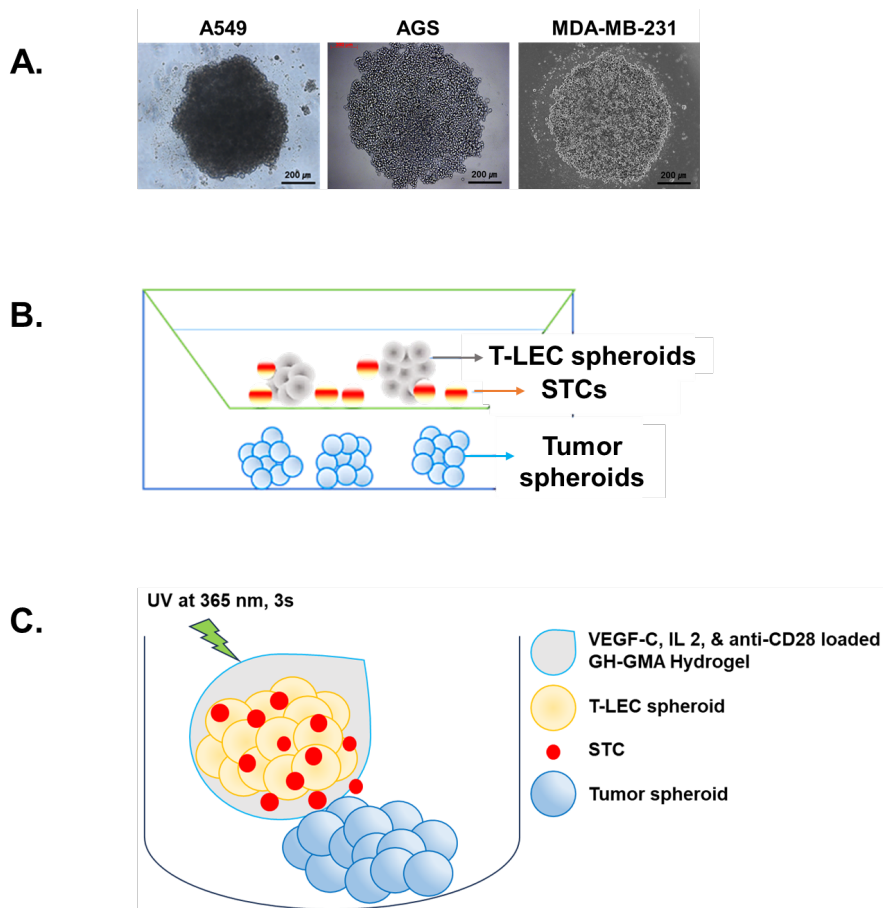 A.
A549
AGS
MDA-MB-231
200 μm
200 μm
200 μm
B.
T-LEC spheroids
STCs
Tumor
spheroids
C.
UV at 365 nm, 3s
VEGF-C, IL 2, & anti-CD28 loaded
GH-GMA Hydrogel
T-LEC spheroid
STC
Tumor spheroid